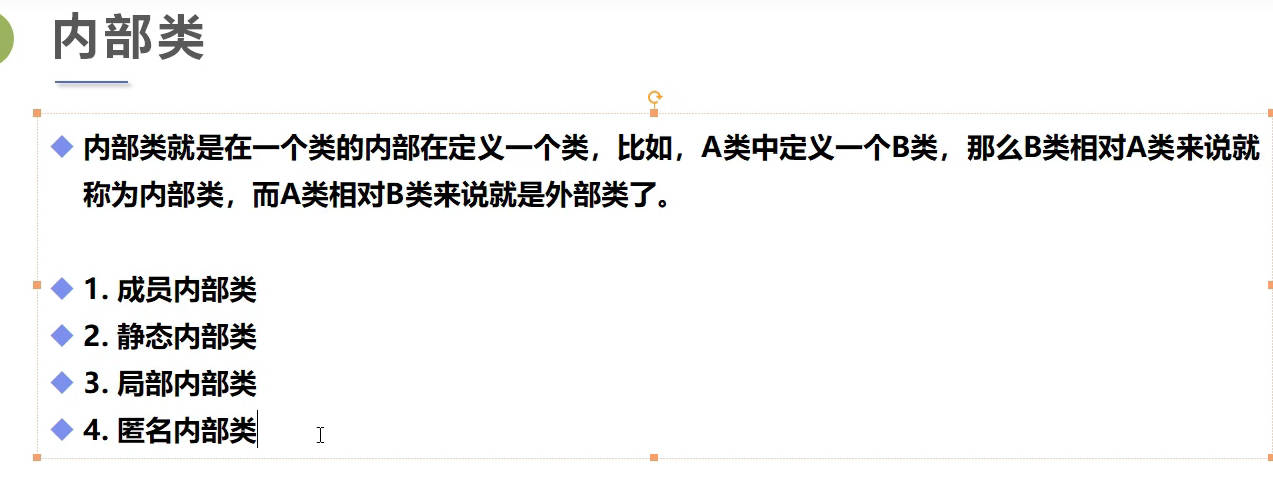 内部类
内部类就是在一个类的内部在定义一个类，比如，A类中定义一个B类，那么B类相对A类来说就
称为内部类，而A类相对B类来说就是外部类了。
1. 成员内部类
2. 静态内部类
3. 局部内部类
4. 匿名内部类